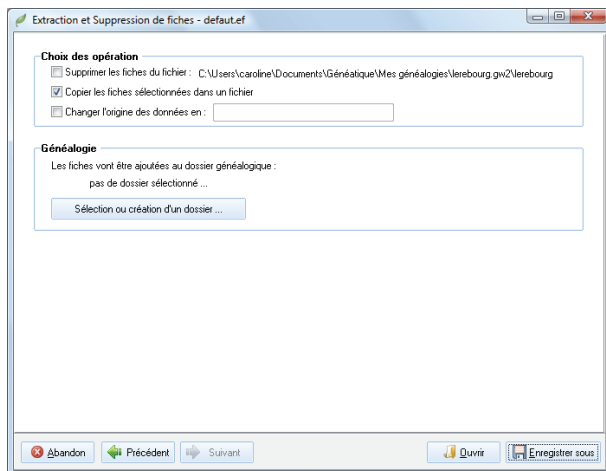 Extraction et Suppression de fiches - defaut.ef
Choix des opération
Supprimer les fiches du fichier : C:\Users\caroline\Documents\Généatique\Mes généalogies\lerebourg.gw2\lerebourg
Copier les fiches sélectionnées dans un fichier
Changer l'origine des données en :
Généalogie
Les fiches vont être ajoutées au dossier généalogique :
pas de dossier sélectionné ...
Sélection ou création d'un dossier ...
Abandon Précédent Suivant Ouvrir Enregistrer sous